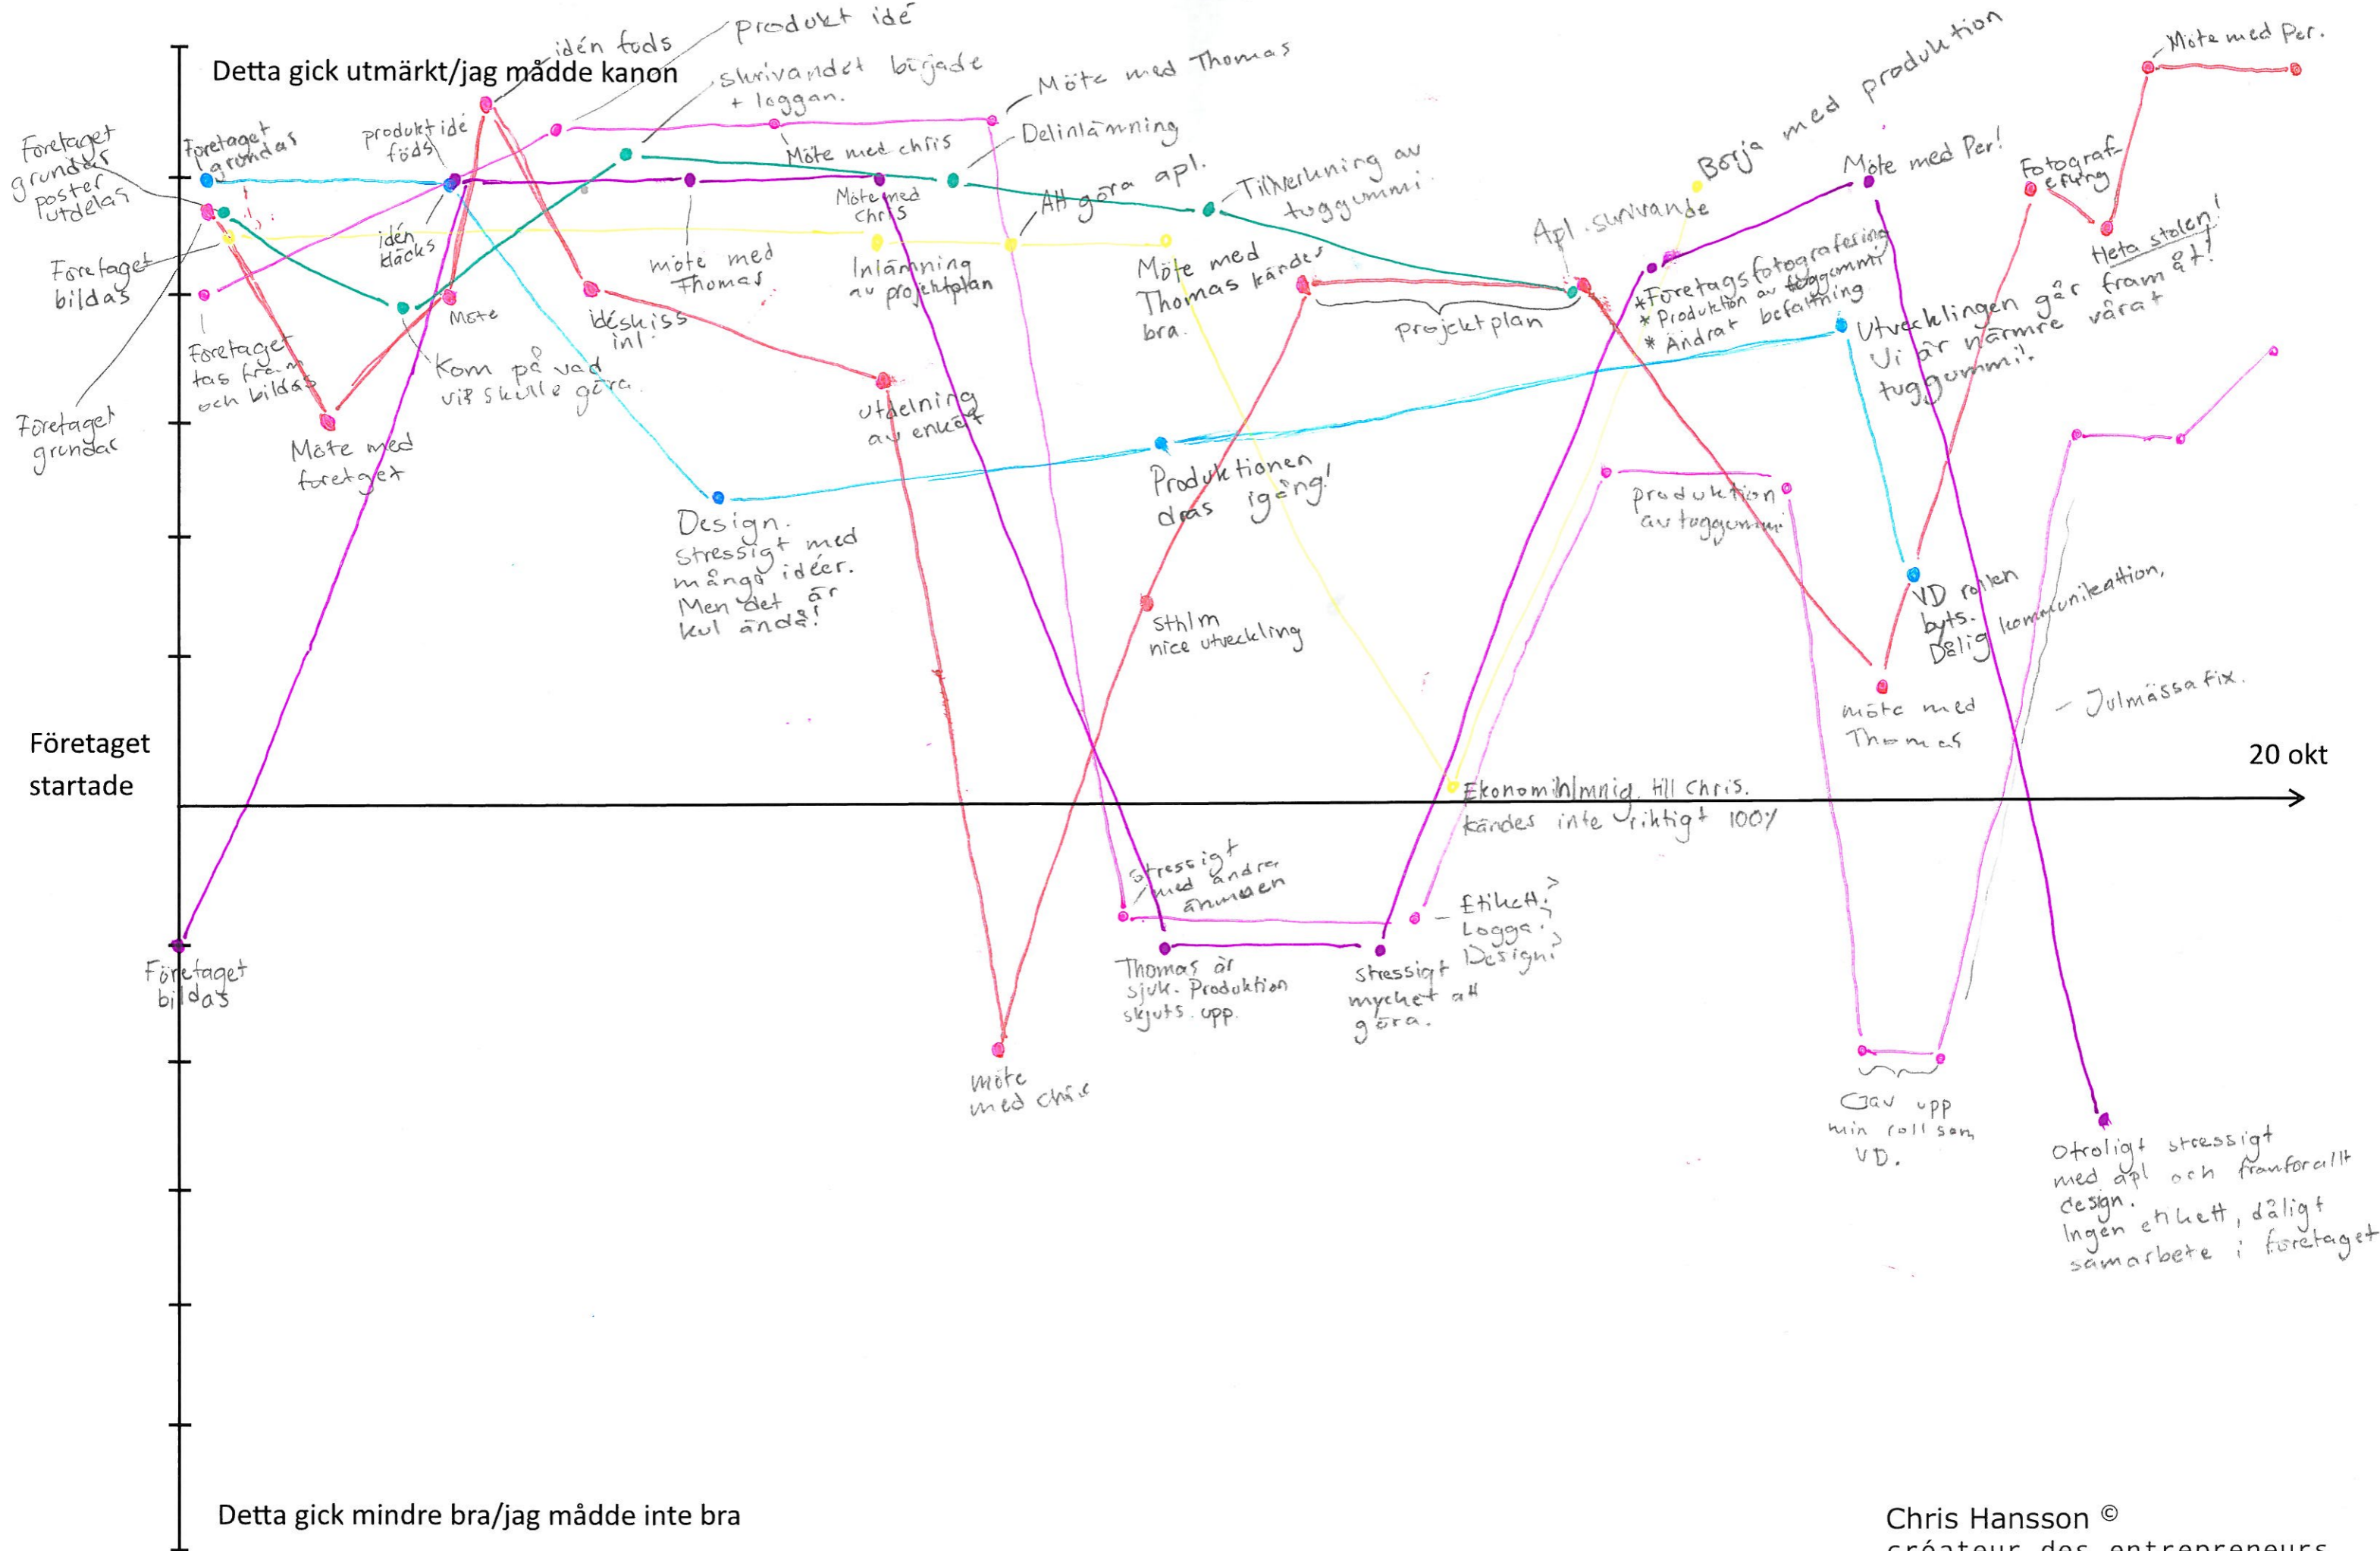 produkt idé
idén föds
Detta gick utmärkt/jag mådde kanon
skrivandet började
+ loggan.
Möte med Thomas
Börja med produktion
Möte med Per.
Företaget
grundas
poster
utdelas
Företaget
grundas
produktidé
föds
Möte med chris
Delinlämning
Att göra apl.
Tillverkning av
tuggummi.
Möte med Per!
Fotograf-
ering
Heta stolen!
Företaget
bildas
idén
kläcks
möte med
Thomas
Möte med
Chris
Inlämning
av projektplan
Möte med
Thomas kändes
bra.
Apl. skrivande
*Företagsfotografering
* Produktion av tuggummi
* Ändrat befattning
Projektplan
Utvecklingen går framåt!
Vi är närmre vårat
tuggummi!
Företaget
tas fram
och bildas
Möte
Kom på vad
vi skulle göra.
idéskiss
inl.
utdelning
av enkät
Företaget
grundas
Möte med
företget
Design.
Stressigt med
många idéer.
Men det är
kul ändå!
Produktionen
dras igång!
produktion
av tuggummi
Sthlm
nice utveckling
VD rollen
byts.
Dålig kommunikation,
möte med
Thomas
Julmässafix.
Företaget
startade
20 okt
Ekonomiinlmnig till Chris.
kändes inte riktigt 100%
Stressigt
med andra
ämnen
Etikett?
Logga?
Design?
Företaget
bildas
Thomas är
sjuk. Produktion
skjuts upp.
stressigt
mycket att
göra.
möte
med chris
Gav upp
min roll som
VD.
Otroligt stressigt
med apl och framförallt
design.
Ingen etikett, dåligt
samarbete i företaget
Detta gick mindre bra/jag mådde inte bra
Chris Hansson ©
créateur des entrepreneurs